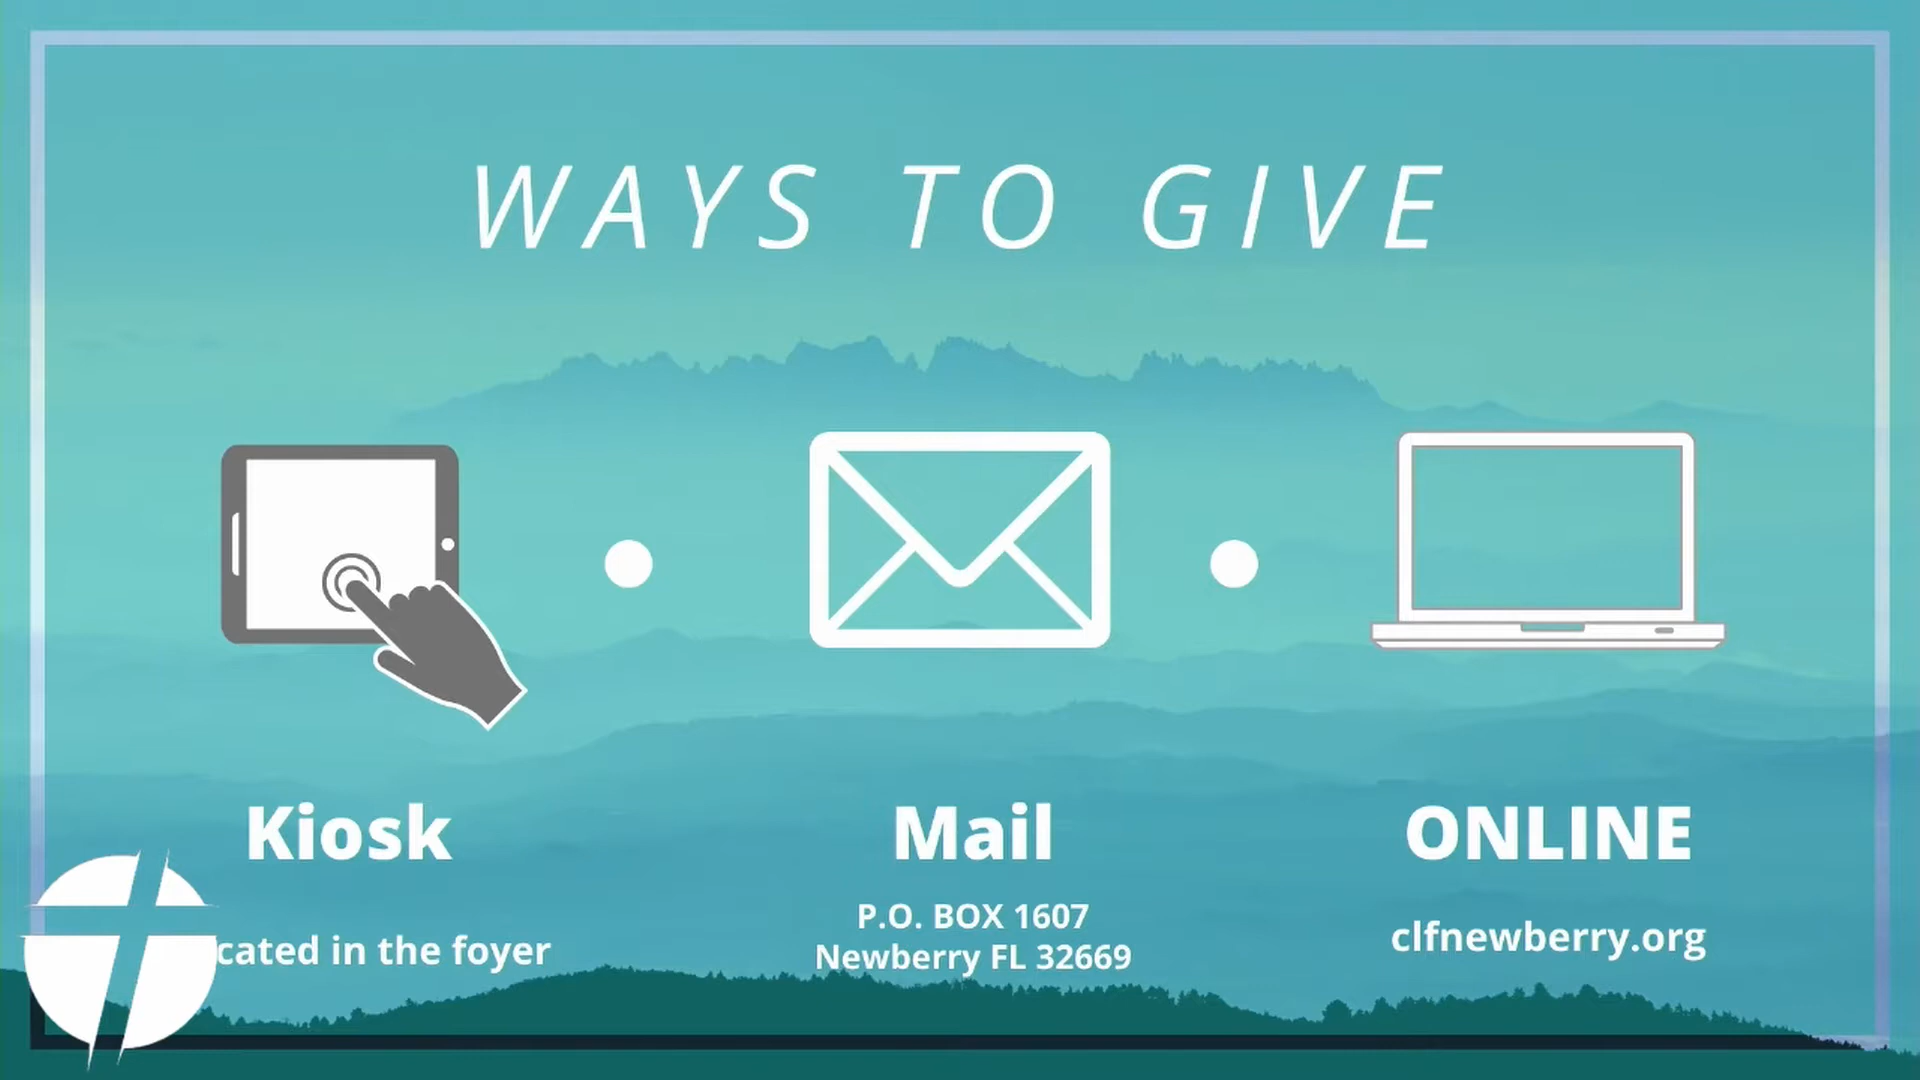 WAYS TO GIVE
Kiosk
cated in the foyer
Mail
P.O. BOX 1607
Newberry FL 32669
ONLINE
clfnewberry.org